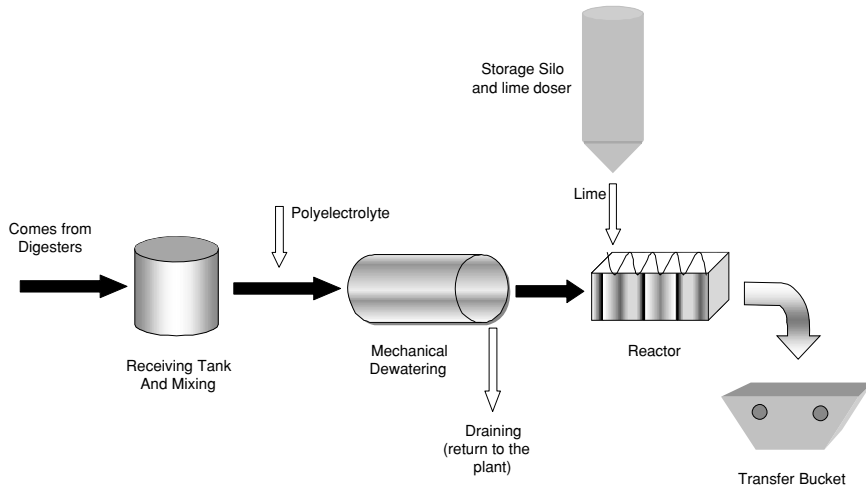 Storage Silo
and lime doser
Lime
Polyelectrolyte
Comes from
Digesters
Receiving Tank
And Mixing
Mechanical
Dewatering
Reactor
Draining
(return to the
plant)
Transfer Bucket